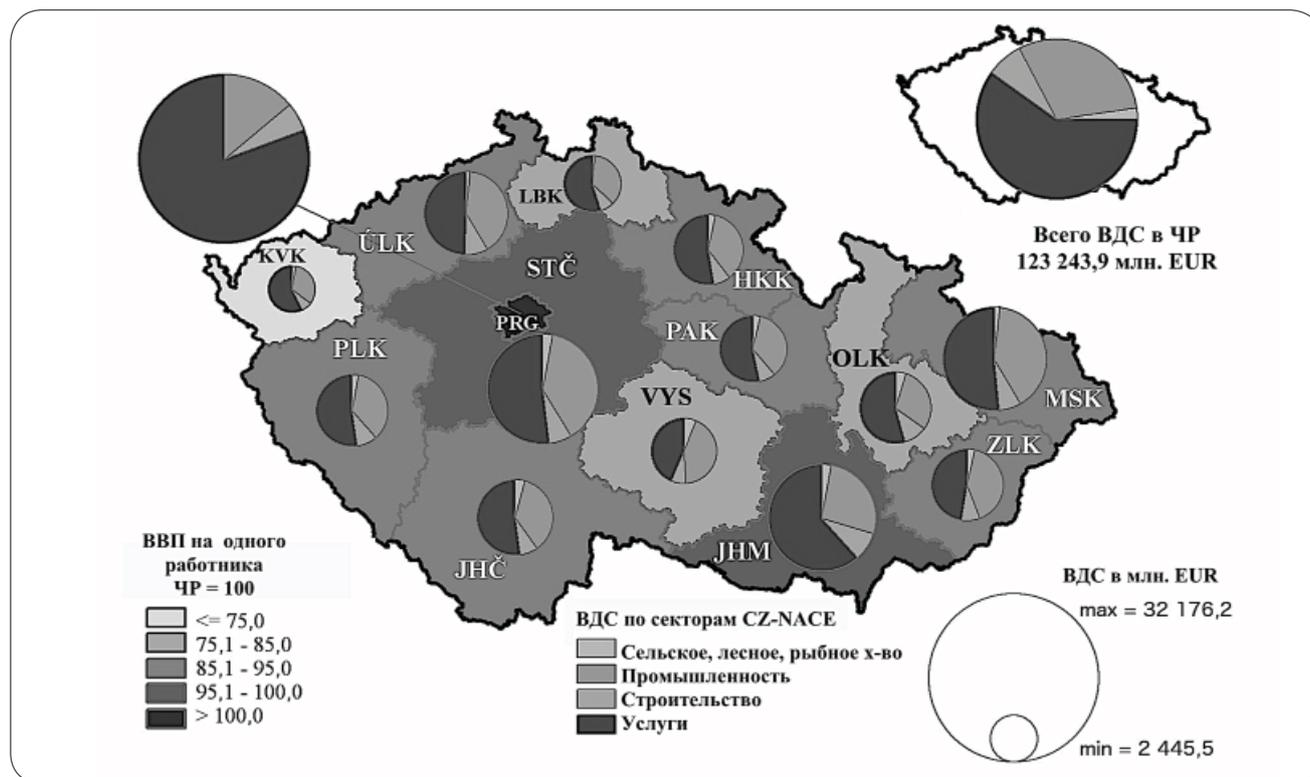 Всего ВДС в ЧР
123 243,9 млн. EUR
LBK
ÚLK
KVK
STČ
HKK
PRG
PAK
PLK
OLK
VYS
MSK
ZLK
JHM
JHČ
ВВП на одного
работника
ЧР = 100
<= 75,0
75,1 - 85,0
85,1 - 95,0
95,1 - 100,0
> 100,0
ВДС по секторам CZ-NACE
Сельское, лесное, рыбное х-во
Промышленность
Строительство
Услуги
ВДС в млн. EUR
max = 32 176,2
min = 2 445,5